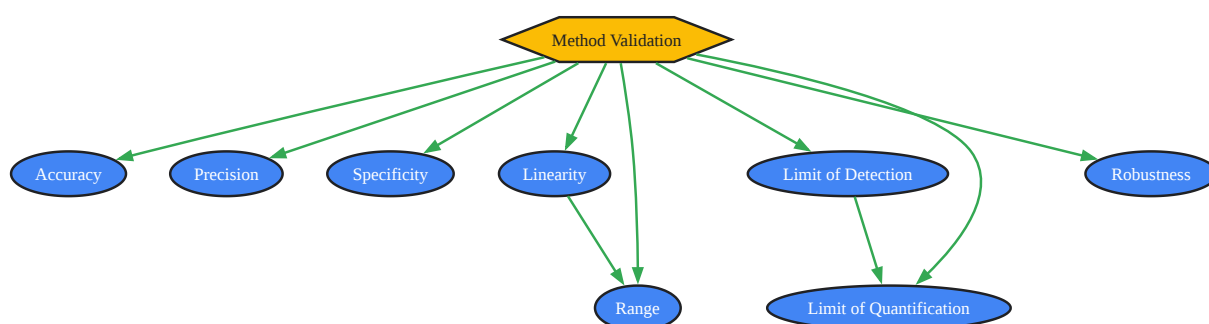 Method Validation
Accuracy
Precision
Specificity
Linearity
Limit of Detection
Robustness
Range
Limit of Quantification